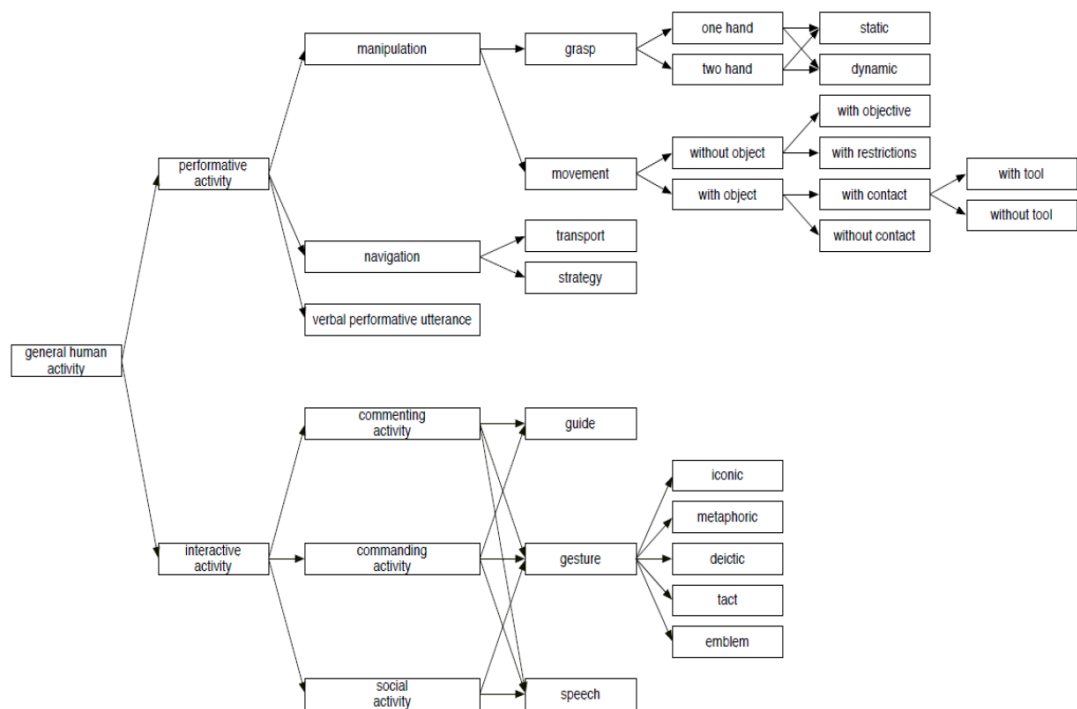 one hand
static
manipulation
grasp
two hand
dynamic
with objective
performative
activity
movement
without object
with restrictions
with object
with contact
with tool
without tool
transport
without contact
navigation
strategy
verbal performative utterance
general human
activity
commenting
activity
guide
iconic
metaphoric
interactive
activity
commanding
activity
gesture
deictic
tact
emblem
social
activity
speech